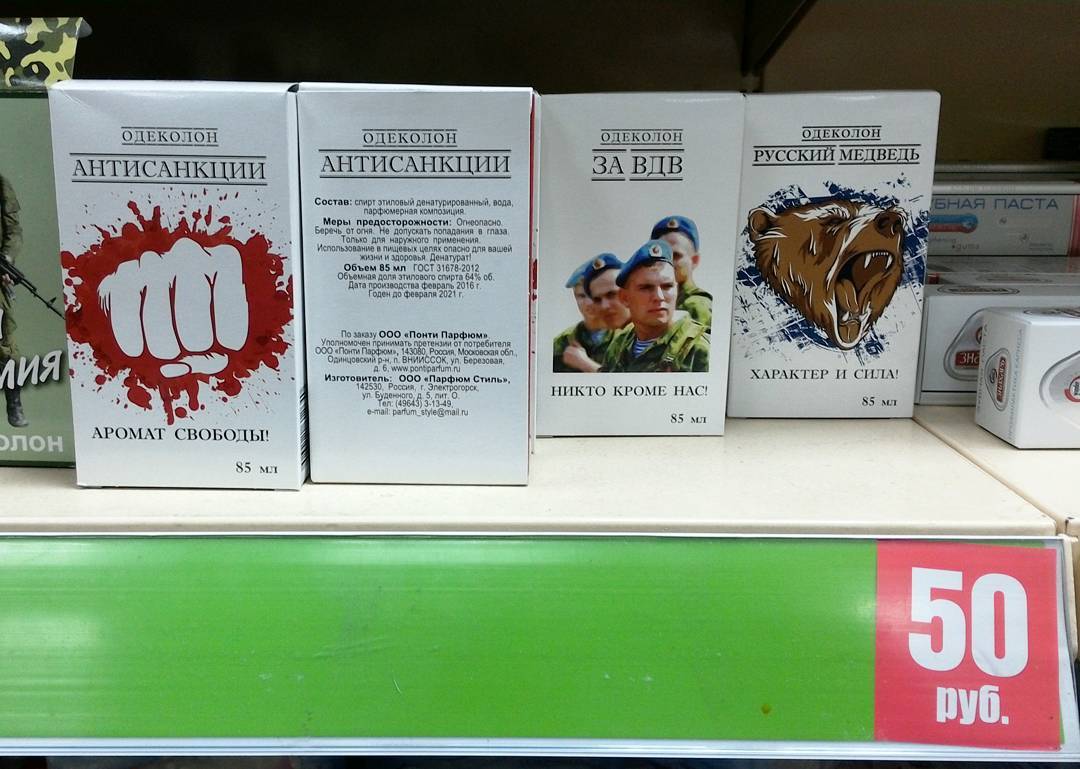 ОДЕКОЛОН
АНТИСАНКЦИИ
АРОМАТ СВОБОДЫ!
85 мл
ОДЕКОЛОН
АНТИСАНКЦИИ
Состав: спирт этиловый денатурированный, вода,
парфюмерная композиция.
Меры предосторожности: Огнеопасно.
Беречь от огня. Не допускать попадания в глаза.
Только для наружного применения.
Использование в пищевых целях опасно для вашей
жизни и здоровья. Денатурат!
Объем 85 мл ГОСТ 31678-2012
Объемная доля этилового спирта 64% об.
Дата производства февраль 2016 г.
Годен до февраля 2021 г.
По заказу ООО «Понти Парфюм»
Уполномочен принимать претензии от потребителя
ООО «Понти Парфюм», 143080, Россия, Московская обл.,
Одинцовский р-н, п. ВНИИССОК, ул. Березовая,
д. 6, www.pontiparfum.ru
Изготовитель: ООО «Парфюм Стиль»,
142530, Россия, г. Электрогорск,
ул. Буденного, д. 5, лит. О.
Тел: (49643) 3-13-49,
e-mail: parfum_style@mail.ru
ОДЕКОЛОН
ЗА ВДВ
НИКТО КРОМЕ НАС!
85 мл
ОДЕКОЛОН
РУССКИЙ МЕДВЕДЬ
ХАРАКТЕР И СИЛА!
85 мл
УБНАЯ ПАСТА
МИЯ
ОЛОН
50
руб.